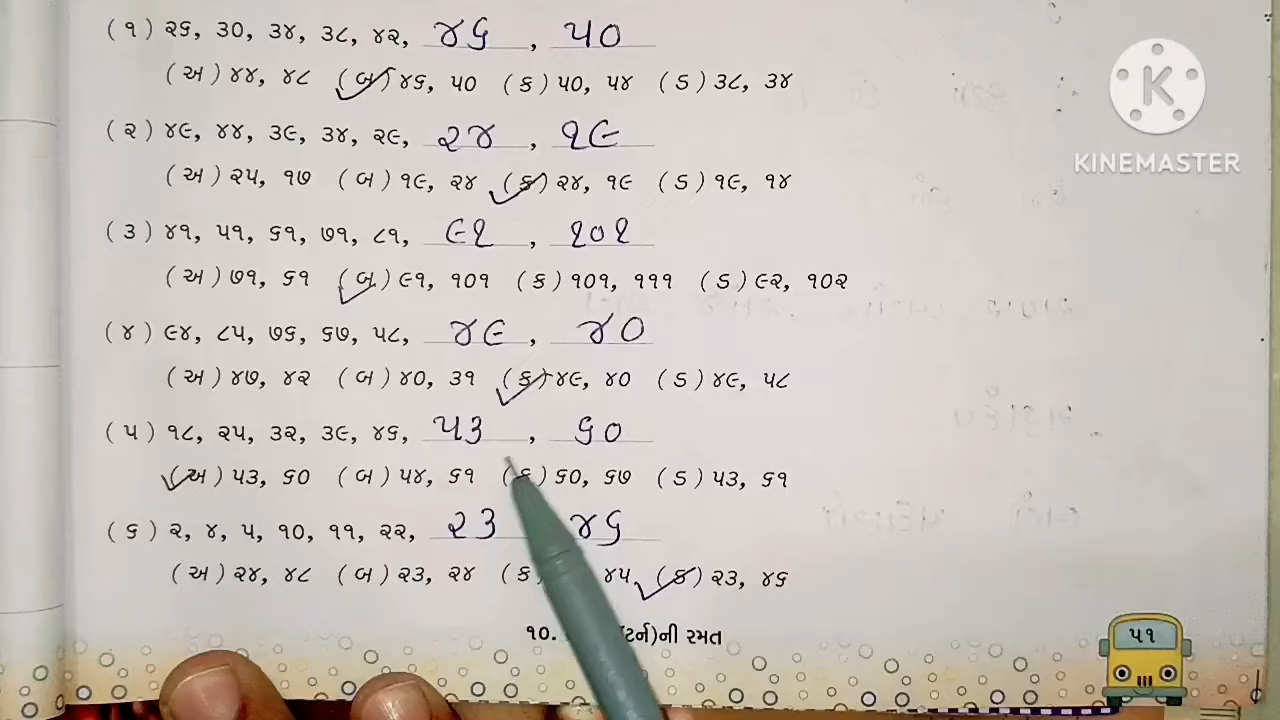 (૧) ૨૬, ૩૦, ૩૪, ૩૮, ૪૨, ૪૬, ૫૦
(અ) ૪૪, ૪૮ (બ) ૪૬, ૫૦ (ક) ૫૦, ૫૪ (ડ) ૩૮, ૩૪
(૨) ૪૯, ૪૪, ૩૯, ૩૪, ૨૯, ૨૪, ૧૯
(અ) ૨૫, ૧૭ (બ) ૧૯, ૨૪ (ક) ૨૪, ૧૯ (ડ) ૧૯, ૧૪
(૩) ૪૧, ૫૧, ૬૧, ૭૧, ૮૧, ૯૧, ૧૦૧
(અ) ૭૧, ૬૧ (બ) ૯૧, ૧૦૧ (ક) ૧૦૧, ૧૧૧ (ડ) ૯૨, ૧૦૨
(૪) ૯૪, ૮૫, ૭૬, ૬૭, ૫૮, ૪૯, ૪૦
(અ) ૪૭, ૪૨ (બ) ૪૦, ૩૧ (ક) ૪૯, ૪૦ (ડ) ૪૯, ૫૮
(૫) ૧૮, ૨૫, ૩૨, ૩૯, ૪૬, ૫૩, ૬૦
(અ) ૫૩, ૬૦ (બ) ૫૪, ૬૧ (ક) ૬૦, ૬૭ (ડ) ૫૩, ૬૧
(૬) ૨, ૪, ૫, ૧૦, ૧૧, ૨૨, ૨૩ ૪૬
(અ) ૨૪, ૪૮ (બ) ૨૩, ૨૪ (ક ૪૫ (ડ) ૨૩, ૪૬
૧૦. ની રમત
૫૧
K
KINEMASTER